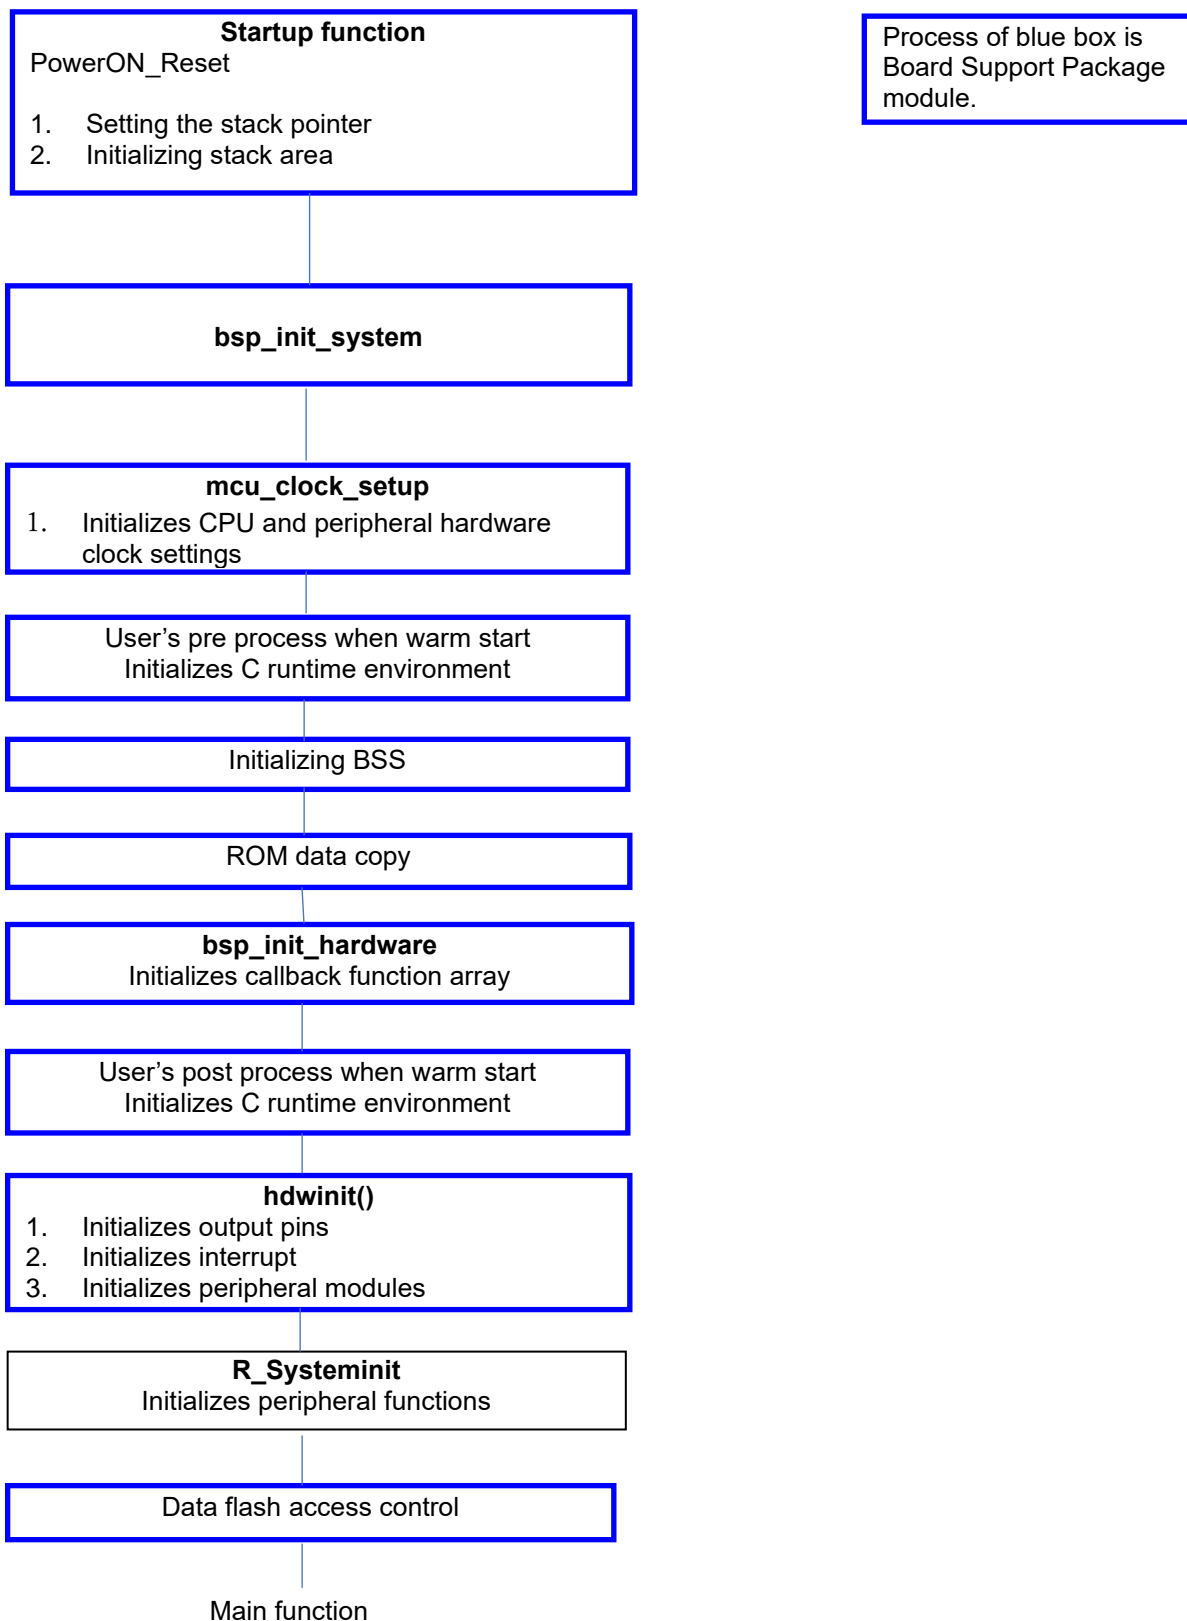 Startup function
PowerON_Reset
1. Setting the stack pointer
2. Initializing stack area
Process of blue box is
Board Support Package
module.
bsp_init_system
mcu_clock_setup
1. Initializes CPU and peripheral hardware
clock settings
User’s pre process when warm start
Initializes C runtime environment
Initializing BSS
ROM data copy
bsp_init_hardware
Initializes callback function array
User’s post process when warm start
Initializes C runtime environment
hdwinit()
1. Initializes output pins
2. Initializes interrupt
3. Initializes peripheral modules
R_Systeminit
Initializes peripheral functions
Data flash access control
Main function